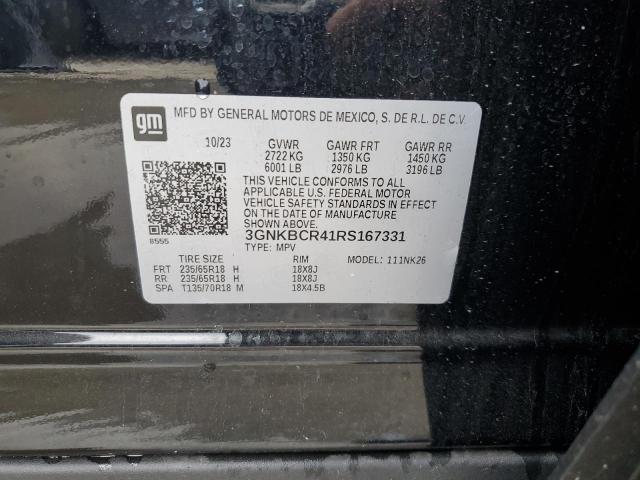 gm
MFD BY GENERAL MOTORS DE MEXICO, S. DE R.L. DE C.V.
10/23 GVWR GAWR FRT GAWR RR
2722 KG 1350 KG 1450 KG
6001 LB 2976 LB 3196 LB
THIS VEHICLE CONFORMS TO ALL
APPLICABLE U.S. FEDERAL MOTOR
VEHICLE SAFETY STANDARDS IN EFFECT
ON THE DATE OF MANUFACTURE
SHOWN ABOVE.
3GNKBCR41RS167331
8555
TYPE: MPV MODEL: 111NK26
TIRE SIZE RIM
FRT 235/65R18 H 18X8J
RR 235/65R18 H 18X8J
SPA T135/70R18 M 18X4.5B